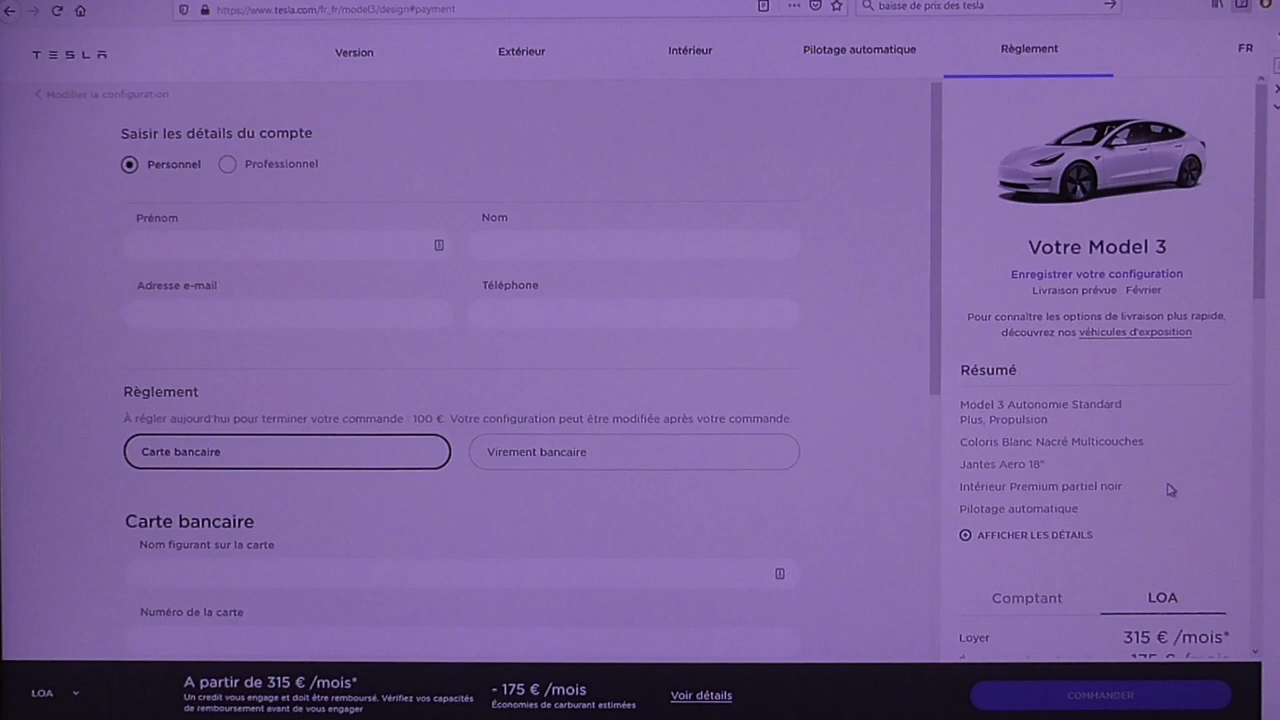 https://www.tesla.com/fr_fr/model3/design#payment
baisse de prix des tesla
TESLA
Version
Extérieur
Intérieur
Pilotage automatique
Règlement
FR
Modifier la configuration
Saisir les détails du compte
Personnel
Professionnel
Prénom
Nom
Adresse e-mail
Téléphone
Règlement
À régler aujourd'hui pour terminer votre commande : 100 €. Votre configuration peut être modifiée après votre commande.
Carte bancaire
Virement bancaire
Carte bancaire
Nom figurant sur la carte
Numéro de la carte
Votre Model 3
Enregistrer votre configuration
Livraison prévue Février
Pour connaître les options de livraison plus rapide,
découvrez nos véhicules d'exposition
Résumé
Model 3 Autonomie Standard
Plus, Propulsion
Coloris Blanc Nacré Multicouches
Jantes Aero 18"
Intérieur Premium partiel noir
Pilotage automatique
AFFICHER LES DÉTAILS
Comptant
LOA
Loyer
315 € /mois*
LOA
A partir de 315 € /mois*
Un credit vous engage et doit être remboursé. Vérifiez vos capacités
de remboursement avant de vous engager
- 175 € /mois
Économies de carburant estimées
Voir détails
COMMANDER